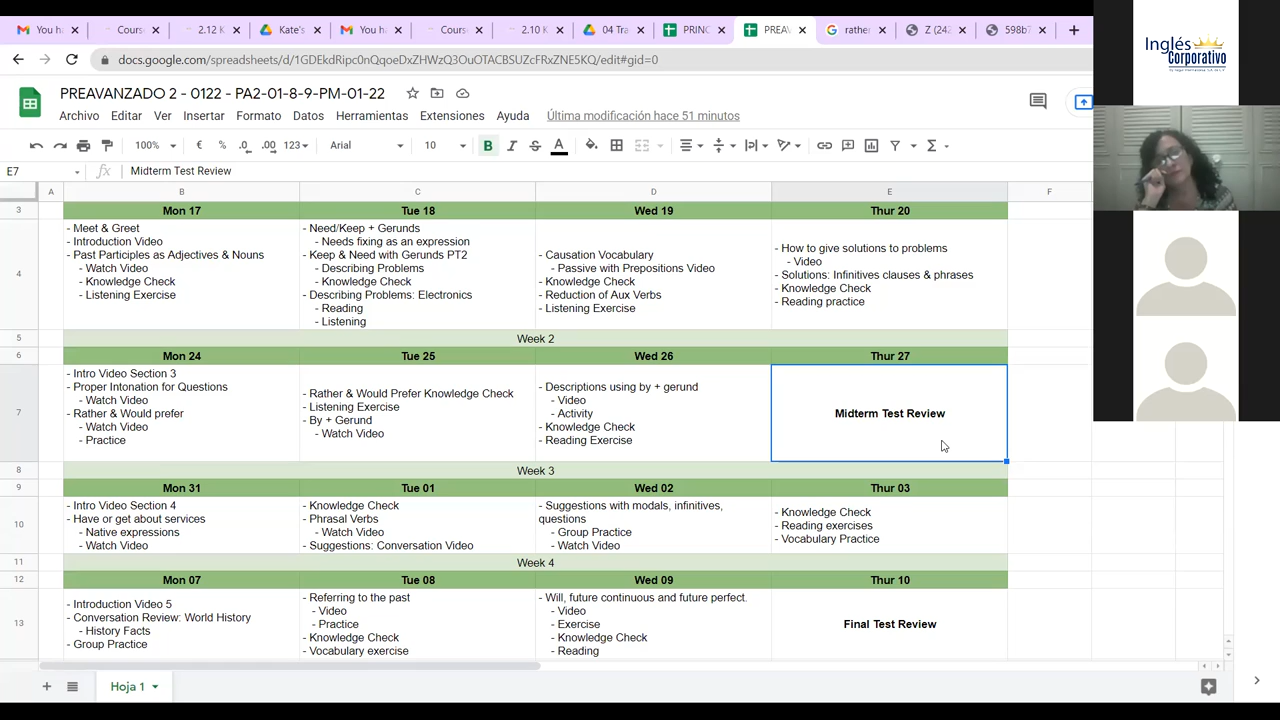 You ha
Cours
2.12 K
Kate's
You ha
Cours
2.10 K
04 Tra
PRINC
PREAV
rather
Z (242
598b7
Inglés
Corporativo
PREAVANZADO 2 - 0122 - PA2-01-8-9-PM-01-22
Archivo Editar Ver Insertar Formato Datos Herramie Extensiones Ayuda Última modificación hace 51 minutos
100% € % .0 .00 123 Arial 10 B I S A
E7 fx Midterm Test Review
A B C D E F
3 Mon 17 Tue 18 Wed 19 Thur 20
4
- Meet & Greet
- Introduction Video
- Past Participles as Adjectives & Nouns
- Watch Video
- Knowledge Check
- Listening Exercise
- Need/Keep + Gerunds
- Needs fixing as an expression
- Keep & Need with Gerunds PT2
- Describing Problems
- Knowledge Check
- Describing Problems: Electronics
- Reading
- Listening
- Causation Vocabulary
- Passive with Prepositions Video
- Knowledge Check
- Reduction of Aux Verbs
- Listening Exercise
- How to give solutions to problems
- Video
- Solutions: Infinitives clauses & phrases
- Knowledge Check
- Reading practice
5 Week 2
6 Mon 24 Tue 25 Wed 26 Thur 27
7
- Intro Video Section 3
- Proper Intonation for Questions
- Watch Video
- Rather & Would prefer
- Watch Video
- Practice
- Rather & Would Prefer Knowledge Check
- Listening Exercise
- By + Gerund
- Watch Video
- Descriptions using by + gerund
- Video
- Activity
- Knowledge Check
- Reading Exercise
Midterm Test Review
8 Week 3
9 Mon 31 Tue 01 Wed 02 Thur 03
10
- Intro Video Section 4
- Have or get about services
- Native expressions
- Watch Video
- Knowledge Check
- Phrasal Verbs
- Watch Video
- Suggestions: Conversation Video
- Suggestions with modals, infinitives,
questions
- Group Practice
- Watch Video
- Knowledge Check
- Reading exercises
- Vocabulary Practice
11 Week 4
12 Mon 07 Tue 08 Wed 09 Thur 10
13
- Introduction Video 5
- Conversation Review: World History
- History Facts
- Group Practice
- Referring to the past
- Video
- Practice
- Knowledge Check
- Vocabulary exercise
- Will, future continuous and future perfect.
- Video
- Exercise
- Knowledge Check
- Reading
Final Test Review
Hoja 1